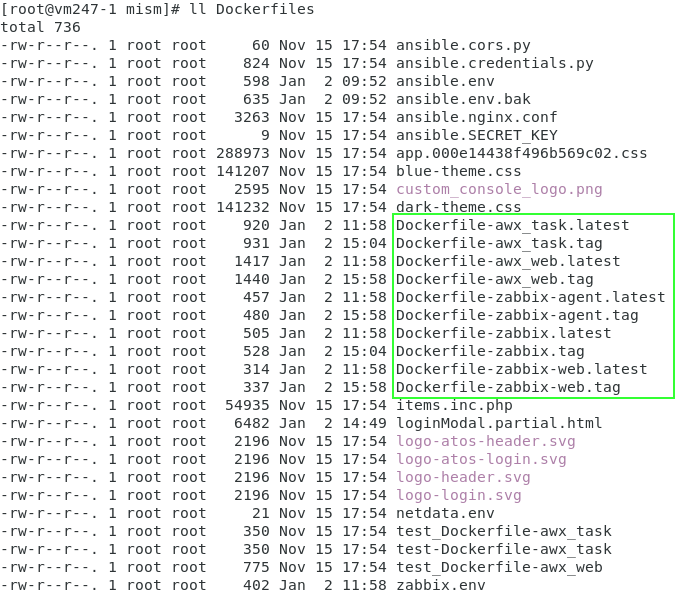 [root@vm247-1 mism]# ll Dockerfiles
total 736
-rw-r--r--. 1 root root     60 Nov 15 17:54 ansible.cors.py
-rw-r--r--. 1 root root    824 Nov 15 17:54 ansible.credentials.py
-rw-r--r--. 1 root root    598 Jan  2 09:52 ansible.env
-rw-r--r--. 1 root root    635 Jan  2 09:52 ansible.env.bak
-rw-r--r--. 1 root root   3263 Nov 15 17:54 ansible.nginx.conf
-rw-r--r--. 1 root root      9 Nov 15 17:54 ansible.SECRET_KEY
-rw-r--r--. 1 root root 288973 Nov 15 17:54 app.000e14438f496b569c02.css
-rw-r--r--. 1 root root 141207 Nov 15 17:54 blue-theme.css
-rw-r--r--. 1 root root   2595 Nov 15 17:54 custom_console_logo.png
-rw-r--r--. 1 root root 141232 Nov 15 17:54 dark-theme.css
-rw-r--r--. 1 root root    920 Jan  2 11:58 Dockerfile-awx_task.latest
-rw-r--r--. 1 root root    931 Jan  2 15:04 Dockerfile-awx_task.tag
-rw-r--r--. 1 root root   1417 Jan  2 11:58 Dockerfile-awx_web.latest
-rw-r--r--. 1 root root   1440 Jan  2 15:58 Dockerfile-awx_web.tag
-rw-r--r--. 1 root root    457 Jan  2 11:58 Dockerfile-zabbix-agent.latest
-rw-r--r--. 1 root root    480 Jan  2 15:58 Dockerfile-zabbix-agent.tag
-rw-r--r--. 1 root root    505 Jan  2 11:58 Dockerfile-zabbix.latest
-rw-r--r--. 1 root root    528 Jan  2 15:04 Dockerfile-zabbix.tag
-rw-r--r--. 1 root root    314 Jan  2 11:58 Dockerfile-zabbix-web.latest
-rw-r--r--. 1 root root    337 Jan  2 15:58 Dockerfile-zabbix-web.tag
-rw-r--r--. 1 root root  54935 Nov 15 17:54 items.inc.php
-rw-r--r--. 1 root root   6482 Jan  2 14:49 loginModal.partial.html
-rw-r--r--. 1 root root   2196 Nov 15 17:54 logo-atos-header.svg
-rw-r--r--. 1 root root   2196 Nov 15 17:54 logo-atos-login.svg
-rw-r--r--. 1 root root   2196 Nov 15 17:54 logo-header.svg
-rw-r--r--. 1 root root   2196 Nov 15 17:54 logo-login.svg
-rw-r--r--. 1 root root     21 Nov 15 17:54 netdata.env
-rw-r--r--. 1 root root    350 Nov 15 17:54 test_Dockerfile-awx_task
-rw-r--r--. 1 root root    350 Nov 15 17:54 test-Dockerfile-awx_task
-rw-r--r--. 1 root root    775 Nov 15 17:54 test_Dockerfile-awx_web
-rw-r--r--. 1 root root    402 Jan  2 11:58 zabbix.env